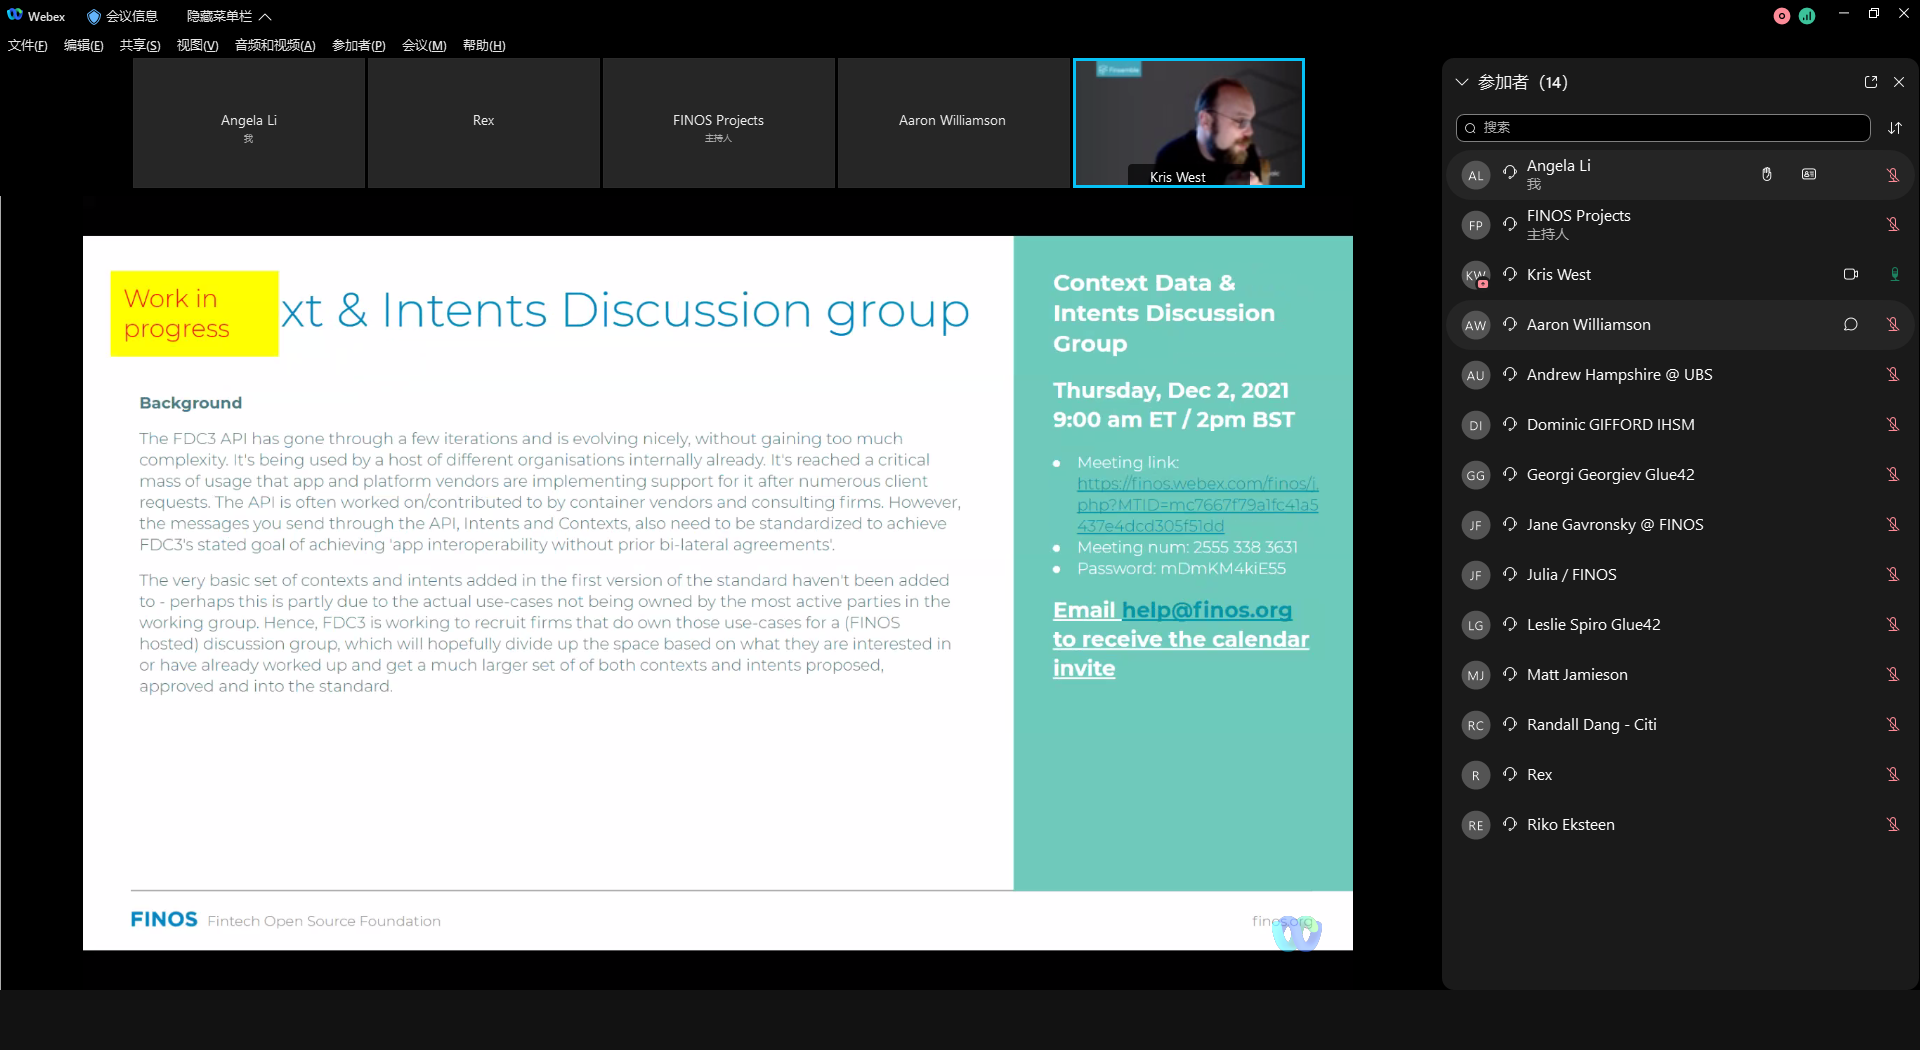 Webex
会议信息
隐藏菜单栏
文件(F) 编辑(E) 共享(S) 视图(V) 音频和视频(A) 参加者(P) 会议(M) 帮助(H)
Angela Li
我
Rex
FINOS Projects
主持人
Aaron Williamson
Kris West
Work in
progress
xt & Intents Discussion group
Background
The FDC3 API has gone through a few iterations and is evolving nicely, without gaining too much
complexity. It's being used by a host of different organisations internally already. It's reached a critical
mass of usage that app and platform vendors are implementing support for it after numerous client
requests. The API is often worked on/contributed to by container vendors and consulting firms. However,
the messages you send through the API, Intents and Contexts, also need to be standardized to achieve
FDC3's stated goal of achieving 'app interoperability without prior bi-lateral agreements'.
The very basic set of contexts and intents added in the first version of the standard haven't been added
to - perhaps this is partly due to the actual use-cases not being owned by the most active parties in the
working group. Hence, FDC3 is working to recruit firms that do own those use-cases for a (FINOS
hosted) discussion group, which will hopefully divide up the space based on what they are interested in
or have already worked up and get a much larger set of of both contexts and intents proposed,
approved and into the standard.
Context Data &
Intents Discussion
Group
Thursday, Dec 2, 2021
9:00 am ET / 2pm BST
● Meeting link:
https://finos.webex.com/finos/j.
php?MTID=mc7667f79a1fc41a5
437e4dcd305f51dd
● Meeting num: 2555 338 3631
● Password: mDmKM4kiE55
Email help@finos.org
to receive the calendar
invite
FINOS Fintech Open Source Foundation
finos.org
参加者 (14)
搜索
AL Angela Li
我
FP FINOS Projects
主持人
KW Kris West
AW Aaron Williamson
AU Andrew Hampshire @ UBS
DI Dominic GIFFORD IHSM
GG Georgi Georgiev Glue42
JF Jane Gavronsky @ FINOS
JF Julia / FINOS
LG Leslie Spiro Glue42
MJ Matt Jamieson
RC Randall Dang - Citi
R Rex
RE Riko Eksteen